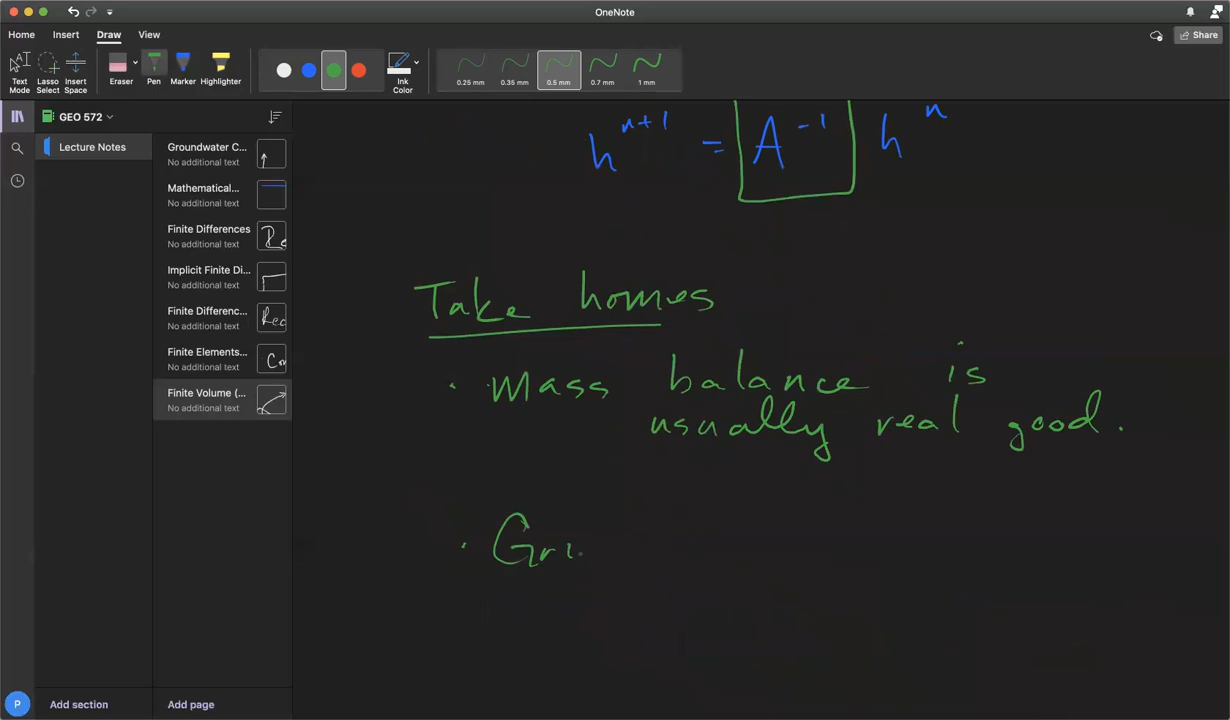 OneNote
Home Insert Draw View
Share
Text Mode
Lasso Select
Insert Space
Eraser
Pen
Marker
Highlighter
Ink Color
0.25 mm 0.35 mm 0.5 mm 0.7 mm 1 mm
GEO 572
Lecture Notes
Groundwater C...
No additional text
Mathematical...
No additional text
Finite Differences
No additional text
Implicit Finite Di...
No additional text
Finite Differenc...
No additional text
Finite Elements...
No additional text
Finite Volume (...
No additional text
h^{n+1} = A^{-1} h^n
Take homes
· Mass balance is
usually real good.
· Gri
P
Add section
Add page